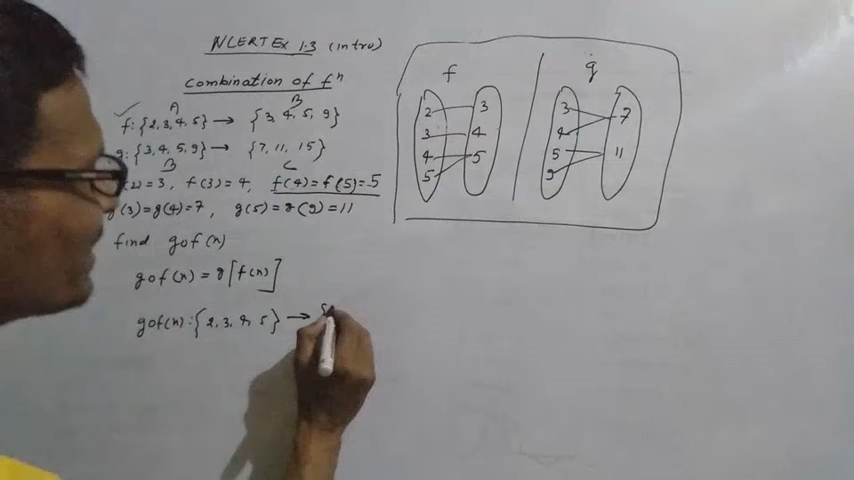 NCERT Ex 1.3 (intro)
Combination of fⁿ
A B
f: {2, 3, 4, 5} → {3, 4, 5, 9}
g: {3, 4, 5, 9} → {7, 11, 15}
B C
(2) = 3, f(3) = 4, f(4) = f(5) = 5
g(3) = g(4) = 7, g(5) = g(9) = 11
find gof(x)
gof(x) = g[f(x)]
gof(x): {2, 3, 4, 5} →
f g
2 3 3 7
3 4 4
4 5 5 11
5 9